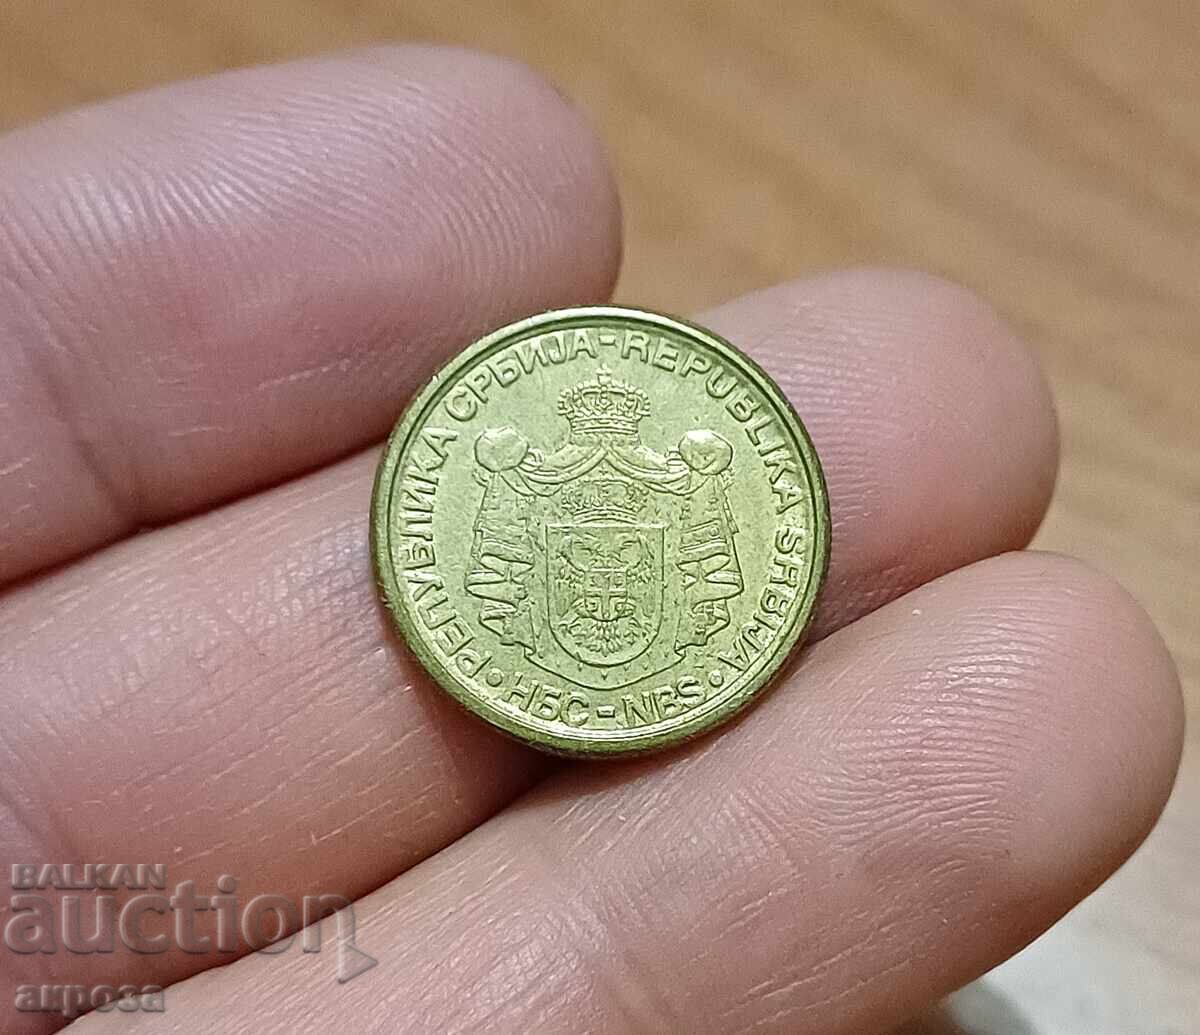 РЕПУБЛИКА СРБИЈА-REPUBLIKA SRBIJA
• НБС - NBS •
BALKAN
auction
акроза